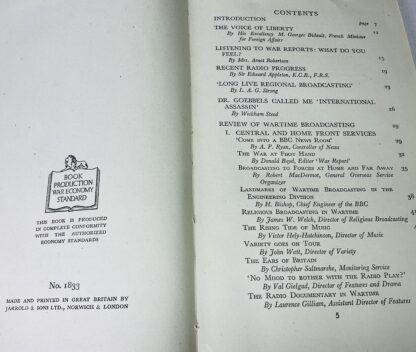 BOOK
PRODUCTION
WAR ECONOMY
STANDARD
THIS BOOK IS PRODUCED
IN COMPLETE CONFORMITY
WITH THE AUTHORIZED
ECONOMY STANDARDS
No. 1833
MADE AND PRINTED IN GREAT BRITAIN BY
JARROLD & SONS LTD., NORWICH & LONDON
CONTENTS
INTRODUCTION page 7
THE VOICE OF LIBERTY
By His Excellency M. Georges Bidault, French Minister 12
for Foreign Affairs
LISTENING TO WAR REPORTS: WHAT DO YOU
FEEL?
By Mrs. Arnot Robertson 15
RECENT RADIO PROGRESS
By Sir Edward Appleton, K.C.B., F.R.S. 19
'LONG LIVE REGIONAL BROADCASTING'
By L. A. G. Strong
DR. GOEBBELS CALLED ME 'INTERNATIONAL
ASSASSIN' 26
By Wickham Steed
REVIEW OF WARTIME BROADCASTING 29
I. CENTRAL AND HOME FRONT SERVICES
'Come into a BBC News Room' 29
By A. P. Ryan, Controller of News
The War at First Hand 32
By Donald Boyd, Editor 'War Report'
Broadcasting to Forces at Home and Far Away 35
By Robert MacDermot, General Overseas Service
Organizer
Landmarks of Wartime Broadcasting in the
Engineering Division 38
By H. Bishop, Chief Engineer of the BBC
Religious Broadcasting in Wartime
By James W. Welch, Director of Religious Broadcasting
The Rising Tide of Music
By Victor Hely-Hutchinson, Director of Music
Variety goes on Tour
By John Watt, Director of Variety
The Ears of Britain
By Christopher Saltmarshe, Monitoring Service
'No Mood to bother with the Radio Play?'
By Val Gielgud, Director of Features and Drama
The Radio Documentary in Wartime
By Laurence Gilliam, Assistant Director of Features
5